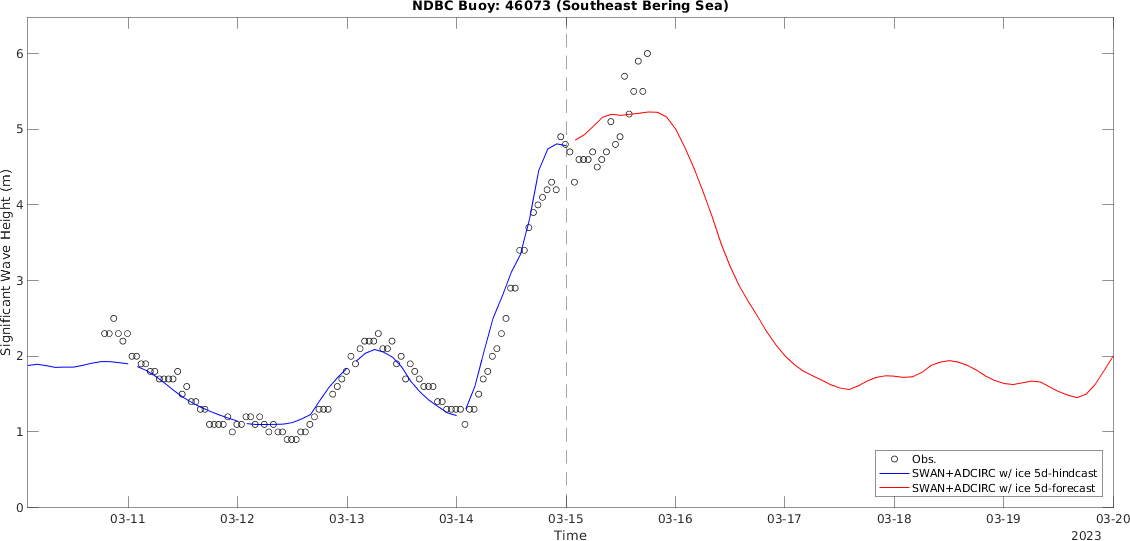 NDBC Buoy: 46073 (Southeast Bering Sea)
Significant Wave Height (m)
6
5
4
3
2
1
0
Obs.
SWAN+ADCIRC w/ ice 5d-hindcast
SWAN+ADCIRC w/ ice 5d-forecast
03-11 03-12 03-13 03-14 03-15 03-16 03-17 03-18 03-19 03-20
Time
2023